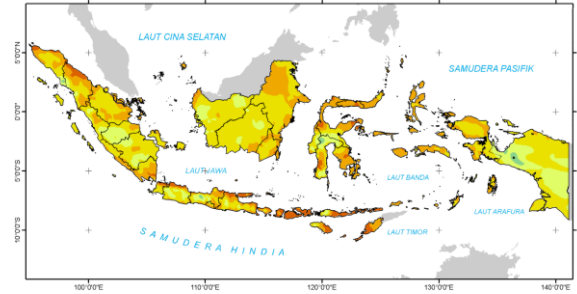 LAUT CINA SELATAN
SAMUDERA PASIFIK
LAUT JAWA
LAUT BANDA
LAUT ARAFURA
LAUT TIMOR
SAMUDERA HINDIA
5°0'0"N
0°0'0"
5°0'0"S
10°0'0"S
100°0'0"E
110°0'0"E
120°0'0"E
130°0'0"E
140°0'0"E